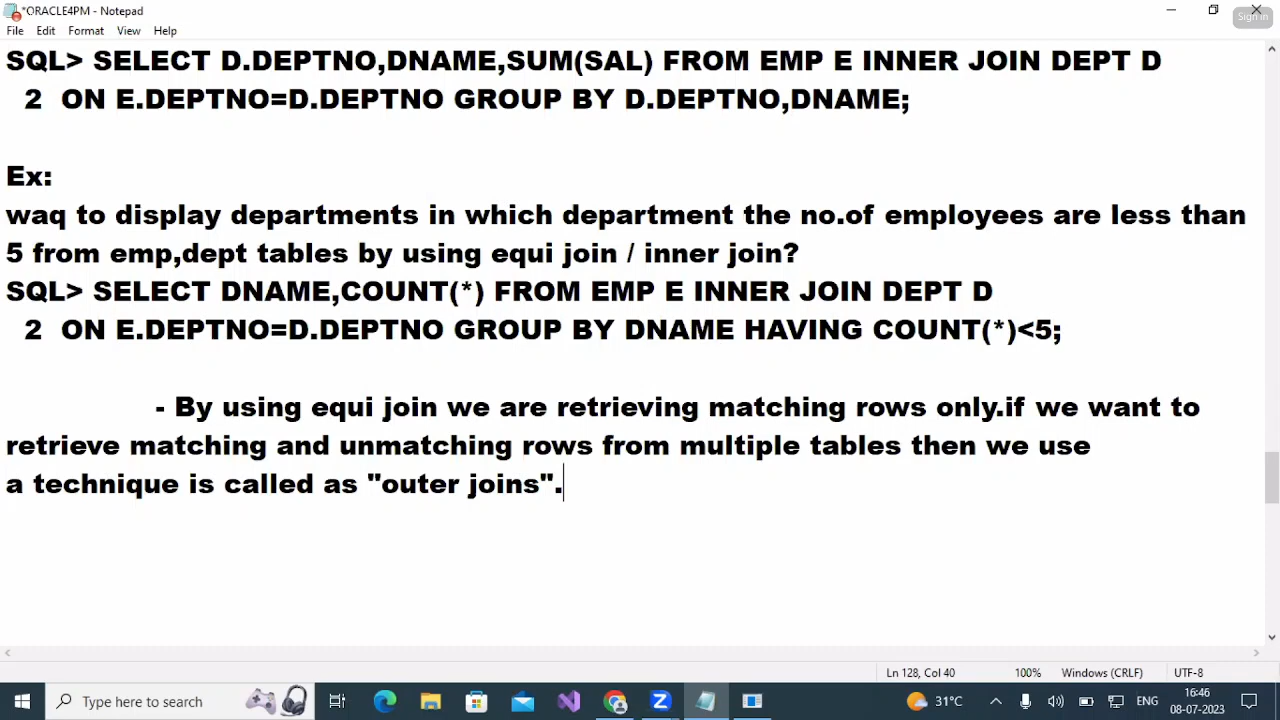 *ORACLE4PM - Notepad
Sign in
File Edit Format View Help
SQL> SELECT D.DEPTNO,DNAME,SUM(SAL) FROM EMP E INNER JOIN DEPT D
2 ON E.DEPTNO=D.DEPTNO GROUP BY D.DEPTNO,DNAME;
Ex:
waq to display departments in which department the no.of employees are less than
5 from emp,dept tables by using equi join / inner join?
SQL> SELECT DNAME,COUNT(*) FROM EMP E INNER JOIN DEPT D
2 ON E.DEPTNO=D.DEPTNO GROUP BY DNAME HAVING COUNT(*)<5;
- By using equi join we are retrieving matching rows only.if we want to
retrieve matching and unmatching rows from multiple tables then we use
a technique is called as "outer joins".
Ln 128, Col 40 100% Windows (CRLF) UTF-8
Type here to search 31°C ENG 16:46
08-07-2023